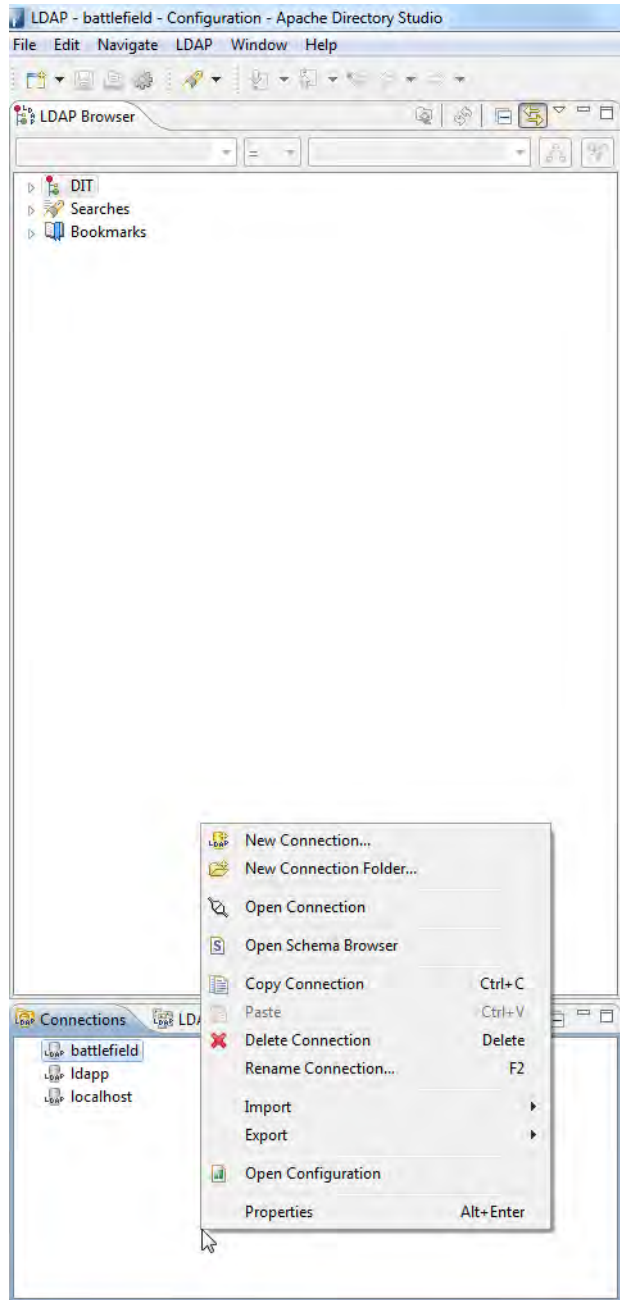 LDAP - battlefield - Configuration - Apache Directory Studio
File Edit Navigate LDAP Window Help
LDAP Browser
=
DIT
Searches
Bookmarks
New Connection...
New Connection Folder...
Open Connection
Open Schema Browser
Copy Connection Ctrl+C
Paste Ctrl+V
Delete Connection Delete
Rename Connection... F2
Import
Export
Open Configuration
Properties Alt+Enter
Connections
battlefield
ldapp
localhost